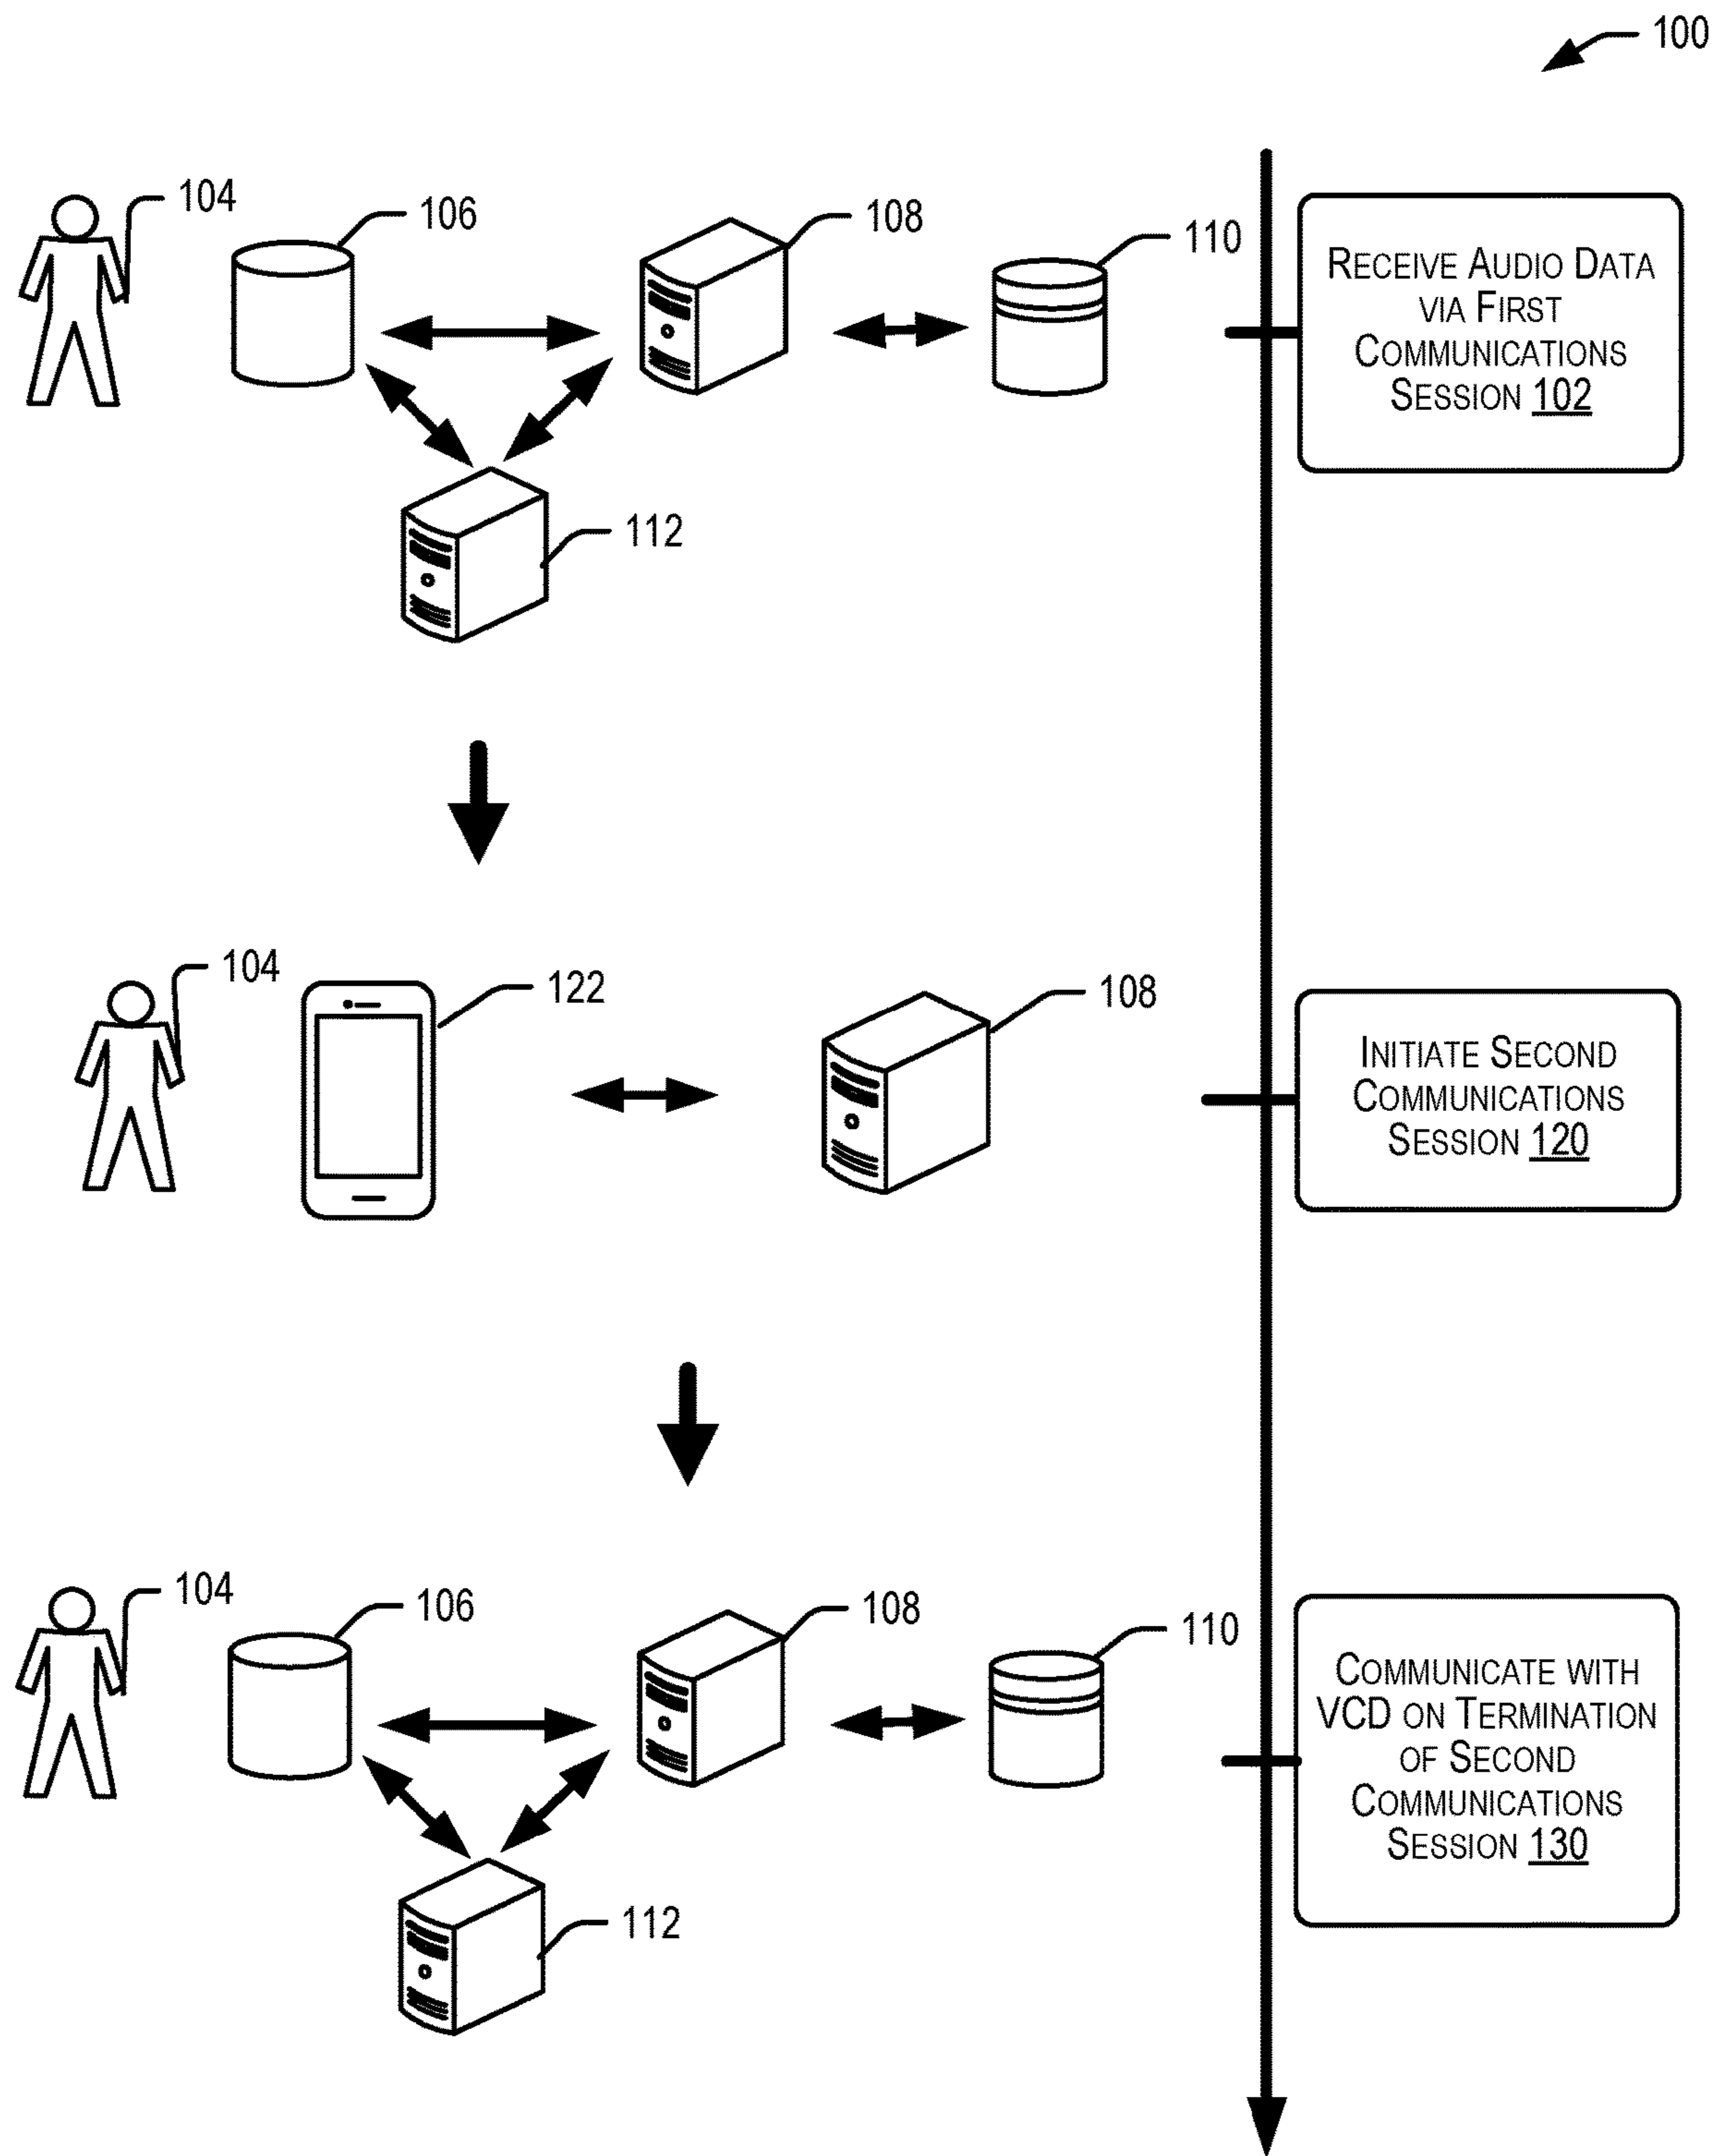 100
104
106
108
110
112
RECEIVE AUDIO DATA
VIA FIRST
COMMUNICATIONS
SESSION 102
104
122
108
INITIATE SECOND
COMMUNICATIONS
SESSION 120
104
106
108
110
112
COMMUNICATE WITH
VCD ON TERMINATION
OF SECOND
COMMUNICATIONS
SESSION 130